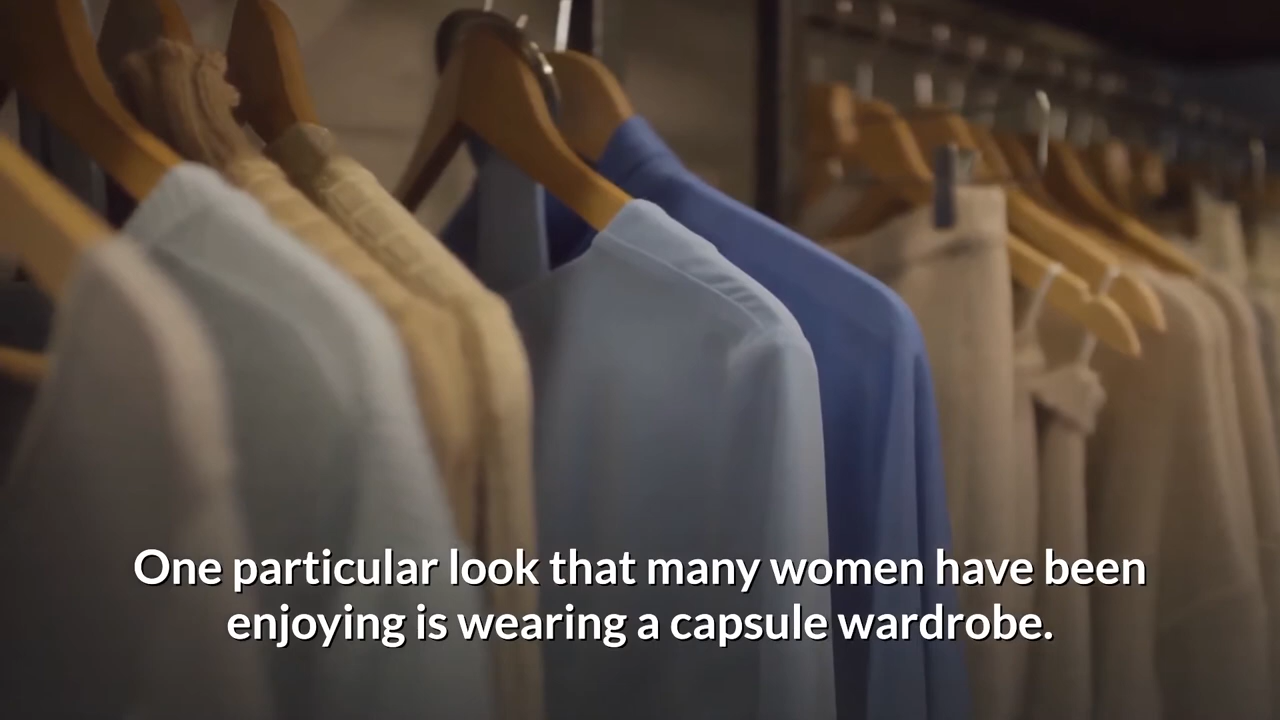 One particular look that many women have been
enjoying is wearing a capsule wardrobe.